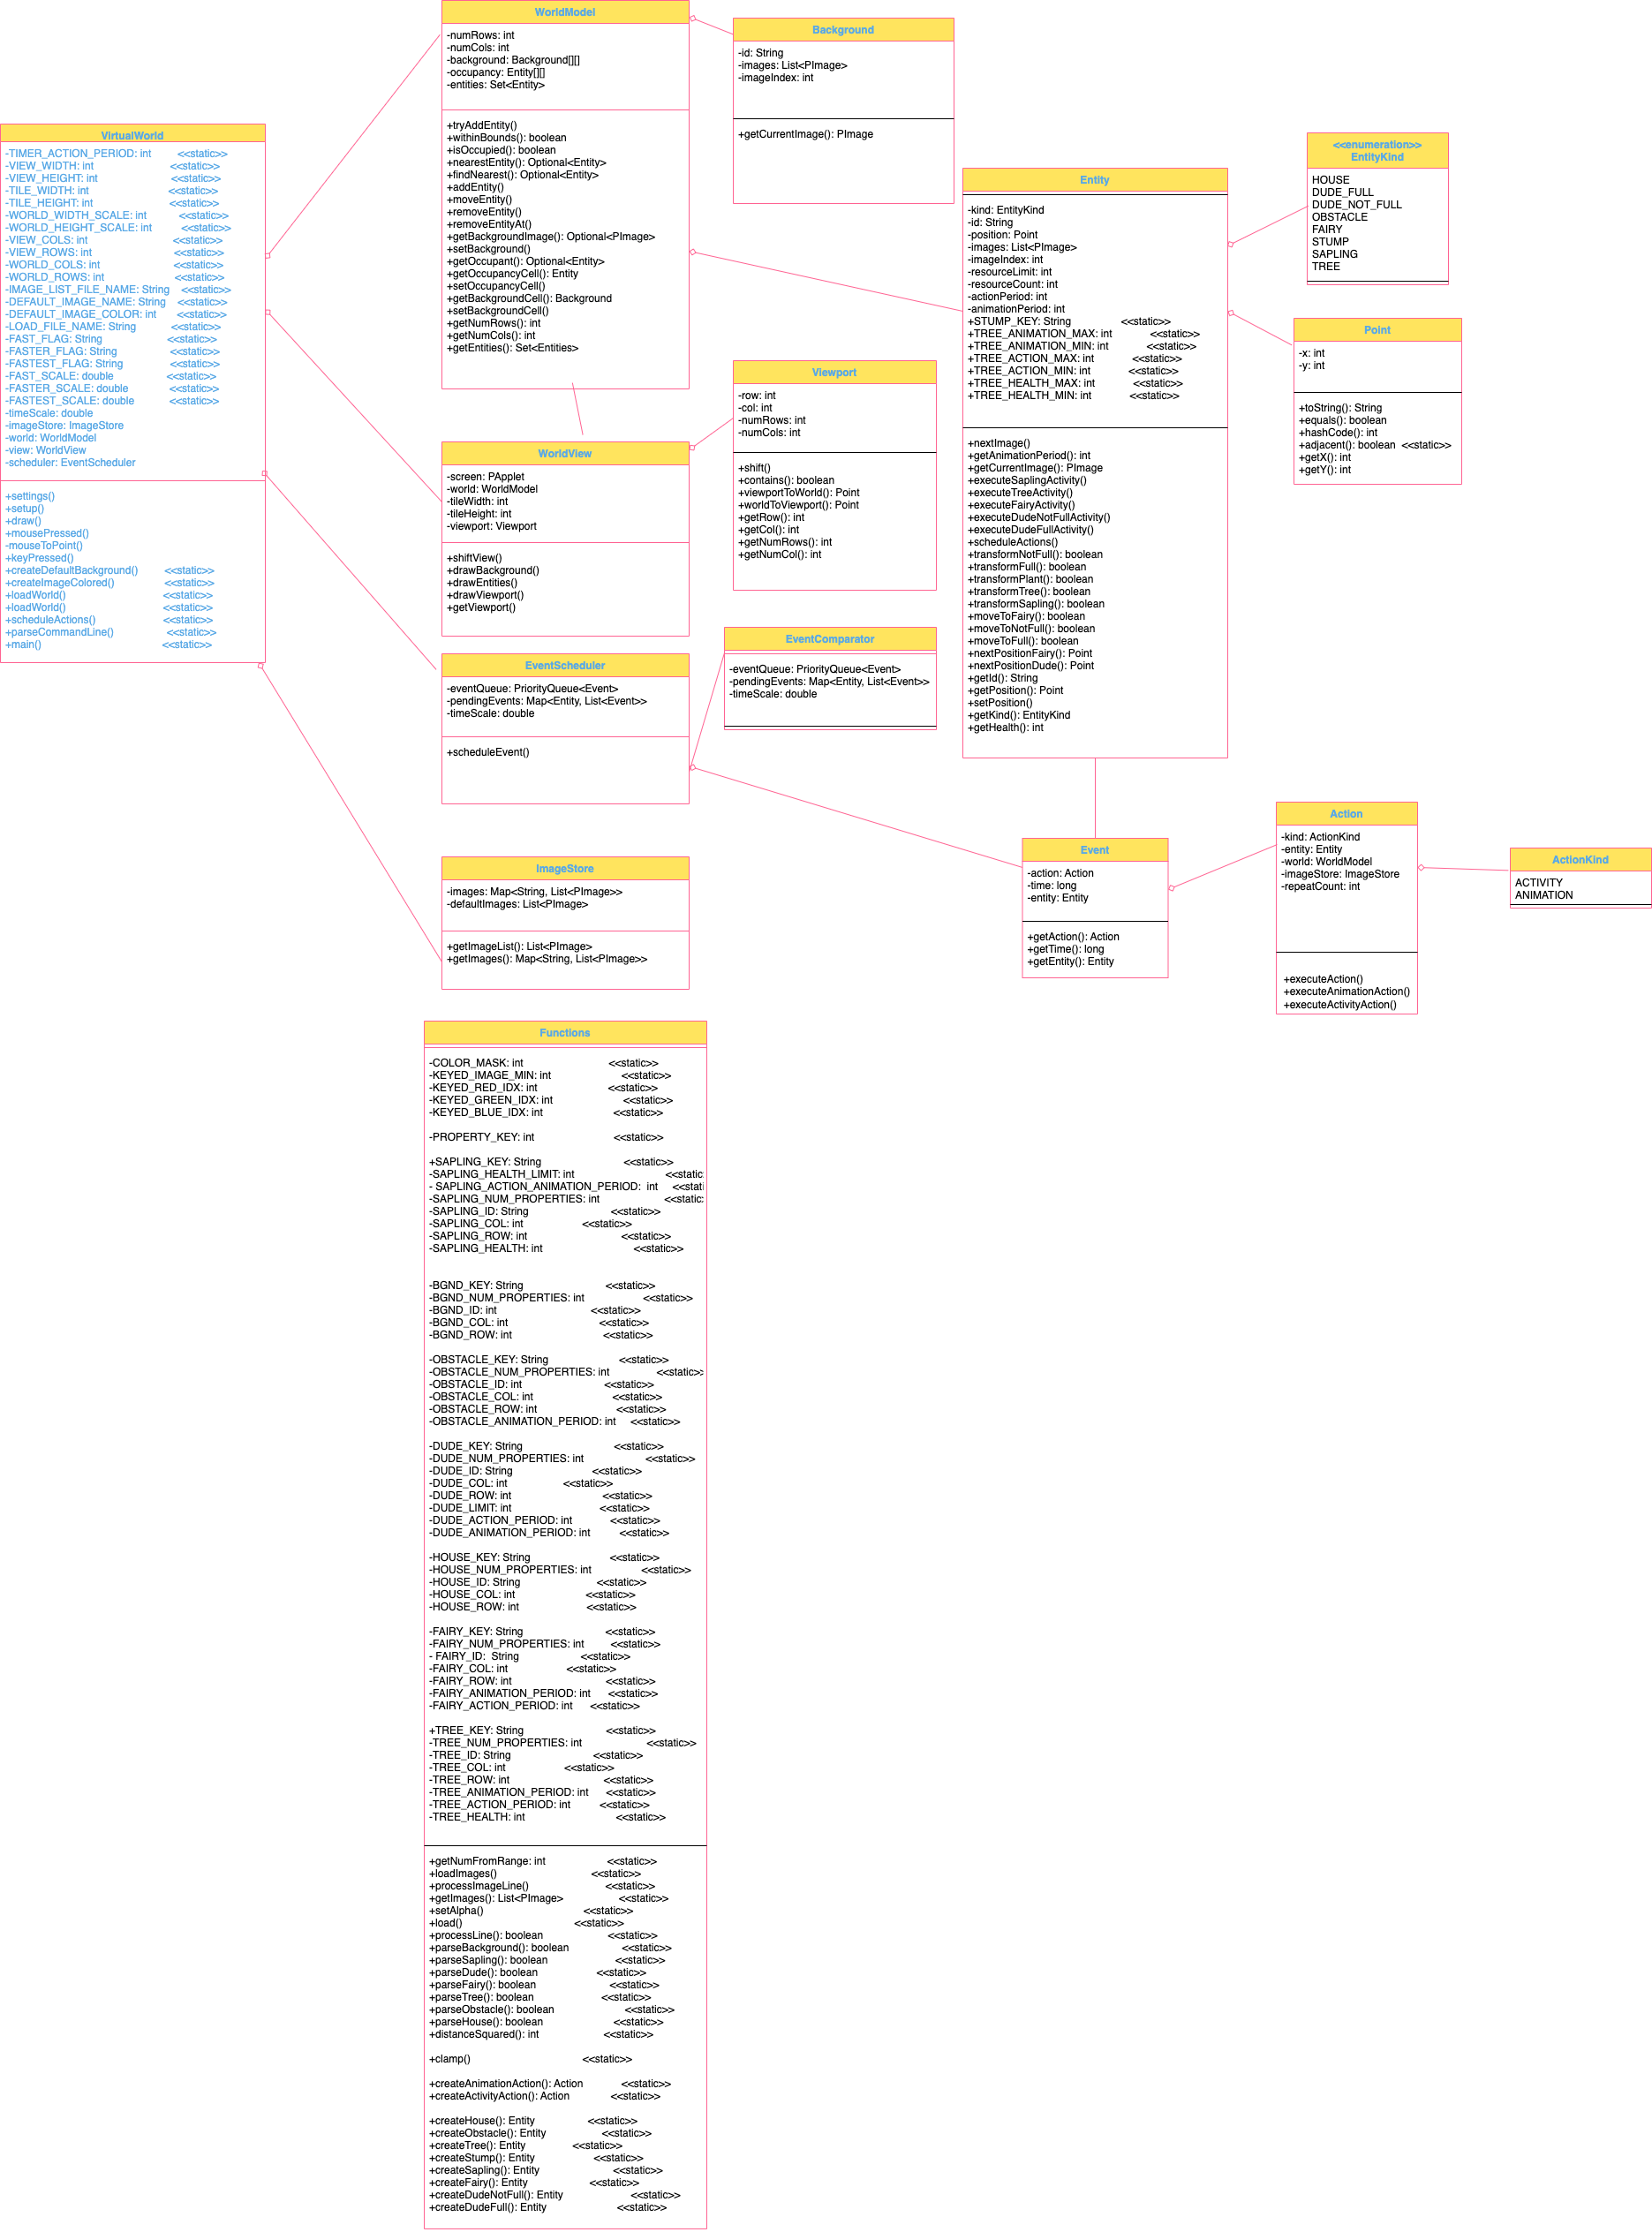 VirtualWorld
-TIMER_ACTION_PERIOD: int <<static>>
-VIEW_WIDTH: int <<static>>
-VIEW_HEIGHT: int <<static>>
-TILE_WIDTH: int <<static>>
-TILE_HEIGHT: int <<static>>
-WORLD_WIDTH_SCALE: int <<static>>
-WORLD_HEIGHT_SCALE: int <<static>>
-VIEW_COLS: int <<static>>
-VIEW_ROWS: int <<static>>
-WORLD_COLS: int <<static>>
-WORLD_ROWS: int <<static>>
-IMAGE_LIST_FILE_NAME: String <<static>>
-DEFAULT_IMAGE_NAME: String <<static>>
-DEFAULT_IMAGE_COLOR: int <<static>>
-LOAD_FILE_NAME: String <<static>>
-FAST_FLAG: String <<static>>
-FASTER_FLAG: String <<static>>
-FASTEST_FLAG: String <<static>>
-FAST_SCALE: double <<static>>
-FASTER_SCALE: double <<static>>
-FASTEST_SCALE: double <<static>>
-timeScale: double
-imageStore: ImageStore
-world: WorldModel
-view: WorldView
-scheduler: EventScheduler
+settings()
+setup()
+draw()
+mousePressed()
-mouseToPoint()
+keyPressed()
+createDefaultBackground() <<static>>
+createImageColored() <<static>>
+loadWorld() <<static>>
+loadWorld() <<static>>
+scheduleActions() <<static>>
+parseCommandLine() <<static>>
+main() <<static>>
WorldModel
-numRows: int
-numCols: int
-background: Background[][]
-occupancy: Entity[][]
-entities: Set<Entity>
+tryAddEntity()
+withinBounds(): boolean
+isOccupied(): boolean
+nearestEntity(): Optional<Entity>
+findNearest(): Optional<Entity>
+addEntity()
+moveEntity()
+removeEntity()
+removeEntityAt()
+getBackgroundImage(): Optional<PImage>
+setBackground()
+getOccupant(): Optional<Entity>
+getOccupancyCell(): Entity
+setOccupancyCell()
+getBackgroundCell(): Background
+setBackgroundCell()
+getNumRows(): int
+getNumCols(): int
+getEntities(): Set<Entities>
WorldView
-screen: PApplet
-world: WorldModel
-tileWidth: int
-tileHeight: int
-viewport: Viewport
+shiftView()
+drawBackground()
+drawEntities()
+drawViewport()
+getViewport()
EventScheduler
-eventQueue: PriorityQueue<Event>
-pendingEvents: Map<Entity, List<Event>>
-timeScale: double
+scheduleEvent()
ImageStore
-images: Map<String, List<PImage>>
-defaultImages: List<PImage>
+getImageList(): List<PImage>
+getImages(): Map<String, List<PImage>>
Background
-id: String
-images: List<PImage>
-imageIndex: int
+getCurrentImage(): PImage
Viewport
-row: int
-col: int
-numRows: int
-numCols: int
+shift()
+contains(): boolean
+viewportToWorld(): Point
+worldToViewport(): Point
+getRow(): int
+getCol(): int
+getNumRows(): int
+getNumCol(): int
EventComparator
-eventQueue: PriorityQueue<Event>
-pendingEvents: Map<Entity, List<Event>>
-timeScale: double
Entity
-kind: EntityKind
-id: String
-position: Point
-images: List<PImage>
-imageIndex: int
-resourceLimit: int
-resourceCount: int
-actionPeriod: int
-animationPeriod: int
+STUMP_KEY: String <<static>>
+TREE_ANIMATION_MAX: int <<static>>
+TREE_ANIMATION_MIN: int <<static>>
+TREE_ACTION_MAX: int <<static>>
+TREE_ACTION_MIN: int <<static>>
+TREE_HEALTH_MAX: int <<static>>
+TREE_HEALTH_MIN: int <<static>>
+nextImage()
+getAnimationPeriod(): int
+getCurrentImage(): PImage
+executeSaplingActivity()
+executeTreeActivity()
+executeFairyActivity()
+executeDudeNotFullActivity()
+executeDudeFullActivity()
+scheduleActions()
+transformNotFull(): boolean
+transformFull(): boolean
+transformPlant(): boolean
+transformTree(): boolean
+transformSapling(): boolean
+moveToFairy(): boolean
+moveToNotFull(): boolean
+moveToFull(): boolean
+nextPositionFairy(): Point
+nextPositionDude(): Point
+getId(): String
+getPosition(): Point
+setPosition()
+getKind(): EntityKind
+getHealth(): int
<<enumeration>>
EntityKind
HOUSE
DUDE_FULL
DUDE_NOT_FULL
OBSTACLE
FAIRY
STUMP
SAPLING
TREE
Point
-x: int
-y: int
+toString(): String
+equals(): boolean
+hashCode(): int
+adjacent(): boolean <<static>>
+getX(): int
+getY(): int
Event
-action: Action
-time: long
-entity: Entity
+getAction(): Action
+getTime(): long
+getEntity(): Entity
Action
-kind: ActionKind
-entity: Entity
-world: WorldModel
-imageStore: ImageStore
-repeatCount: int
+executeAction()
+executeAnimationAction()
+executeActivityAction()
ActionKind
ACTIVITY
ANIMATION
Functions
-COLOR_MASK: int <<static>>
-KEYED_IMAGE_MIN: int <<static>>
-KEYED_RED_IDX: int <<static>>
-KEYED_GREEN_IDX: int <<static>>
-KEYED_BLUE_IDX: int <<static>>
-PROPERTY_KEY: int <<static>>
+SAPLING_KEY: String <<static>>
-SAPLING_HEALTH_LIMIT: int <<static
- SAPLING_ACTION_ANIMATION_PERIOD: int <<stati
-SAPLING_NUM_PROPERTIES: int <<static
-SAPLING_ID: String <<static>>
-SAPLING_COL: int <<static>>
-SAPLING_ROW: int <<static>>
-SAPLING_HEALTH: int <<static>>
-BGND_KEY: String <<static>>
-BGND_NUM_PROPERTIES: int <<static>>
-BGND_ID: int <<static>>
-BGND_COL: int <<static>>
-BGND_ROW: int <<static>>
-OBSTACLE_KEY: String <<static>>
-OBSTACLE_NUM_PROPERTIES: int <<static>>
-OBSTACLE_ID: int <<static>>
-OBSTACLE_COL: int <<static>>
-OBSTACLE_ROW: int <<static>>
-OBSTACLE_ANIMATION_PERIOD: int <<static>>
-DUDE_KEY: String <<static>>
-DUDE_NUM_PROPERTIES: int <<static>>
-DUDE_ID: String <<static>>
-DUDE_COL: int <<static>>
-DUDE_ROW: int <<static>>
-DUDE_LIMIT: int <<static>>
-DUDE_ACTION_PERIOD: int <<static>>
-DUDE_ANIMATION_PERIOD: int <<static>>
-HOUSE_KEY: String <<static>>
-HOUSE_NUM_PROPERTIES: int <<static>>
-HOUSE_ID: String <<static>>
-HOUSE_COL: int <<static>>
-HOUSE_ROW: int <<static>>
-FAIRY_KEY: String <<static>>
-FAIRY_NUM_PROPERTIES: int <<static>>
- FAIRY_ID: String <<static>>
-FAIRY_COL: int <<static>>
-FAIRY_ROW: int <<static>>
-FAIRY_ANIMATION_PERIOD: int <<static>>
-FAIRY_ACTION_PERIOD: int <<static>>
+TREE_KEY: String <<static>>
-TREE_NUM_PROPERTIES: int <<static>>
-TREE_ID: String <<static>>
-TREE_COL: int <<static>>
-TREE_ROW: int <<static>>
-TREE_ANIMATION_PERIOD: int <<static>>
-TREE_ACTION_PERIOD: int <<static>>
-TREE_HEALTH: int <<static>>
+getNumFromRange: int <<static>>
+loadImages() <<static>>
+processImageLine() <<static>>
+getImages(): List<PImage> <<static>>
+setAlpha() <<static>>
+load() <<static>>
+processLine(): boolean <<static>>
+parseBackground(): boolean <<static>>
+parseSapling(): boolean <<static>>
+parseDude(): boolean <<static>>
+parseFairy(): boolean <<static>>
+parseTree(): boolean <<static>>
+parseObstacle(): boolean <<static>>
+parseHouse(): boolean <<static>>
+distanceSquared(): int <<static>>
+clamp() <<static>>
+createAnimationAction(): Action <<static>>
+createActivityAction(): Action <<static>>
+createHouse(): Entity <<static>>
+createObstacle(): Entity <<static>>
+createTree(): Entity <<static>>
+createStump(): Entity <<static>>
+createSapling(): Entity <<static>>
+createFairy(): Entity <<static>>
+createDudeNotFull(): Entity <<static>>
+createDudeFull(): Entity <<static>>